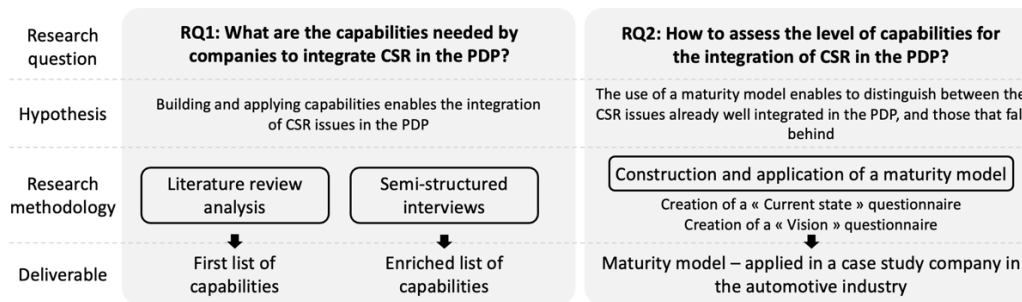 Research
question
RQ1: What are the capabilities needed by
companies to integrate CSR in the PDP?
RQ2: How to assess the level of capabilities for
the integration of CSR in the PDP?
Hypothesis
Building and applying capabilities enables the integration
of CSR issues in the PDP
The use of a maturity model enables to distinguish between the
CSR issues already well integrated in the PDP, and those that fal
behind
Research
methodology
Literature review
analysis
Semi-structured
interviews
Construction and application of a maturity model
Creation of a « Current state » questionnaire
Creation of a « Vision » questionnaire
Deliverable
First list of
capabilities
Enriched list of
capabilities
Maturity model – applied in a case study company in
the automotive industry